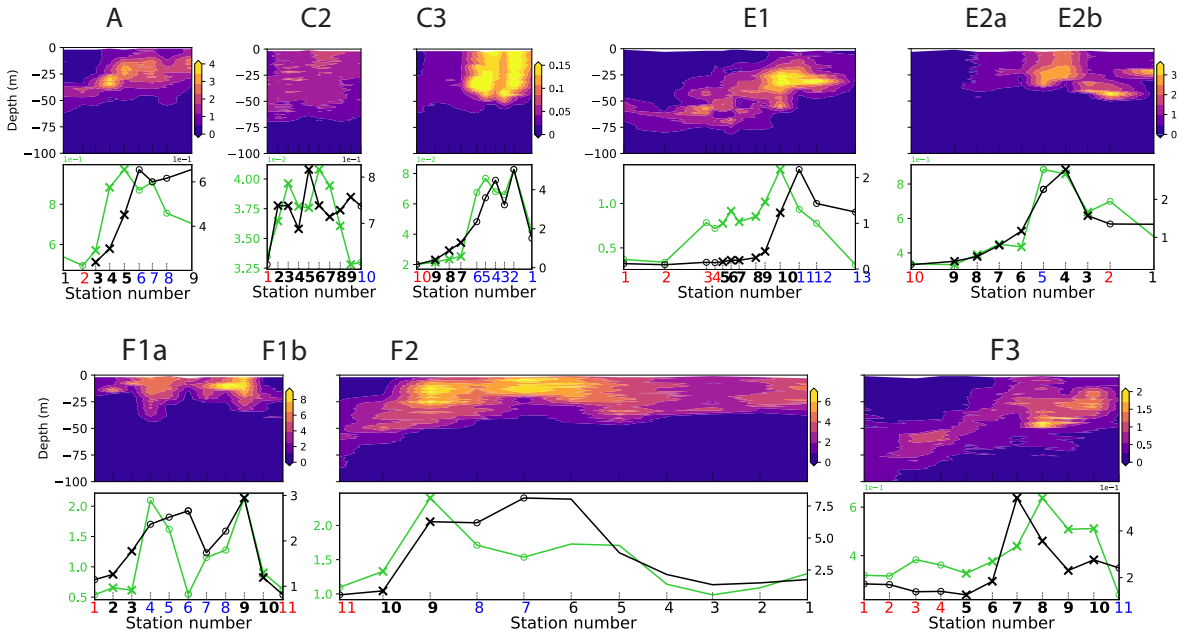 A C2 C3 E1 E2a E2b
0 −25 −50 −75 −100
Depth (m)
4 3 2 1 0
0.15 0.1 0.05 0
0 −25 −50 −75 −100
2 1 0
3 2 1 0
1e−1 1e−1
1e−2 1e−1
1e−2
1e−1
8 6
6 4
4.00 3.75 3.50 3.25
8 7
8 6 4 2
4 2 0
1.0 0.5
2 1 0
8 6 4
2 1
1 2 3 4 5 6 7 8 9
1 2 3 4 5 6 7 8 9 10
10 9 8 7 6 5 4 3 2 1
1 2 3 4 5 6 7 8 9 10 11 12 13
10 9 8 7 6 5 4 3 2 1
Station number Station number Station number Station number Station number
F1a F1b F2 F3
0 −25 −50 −75 −100
Depth (m)
8 6 4 2 0
6 4 2 0
2 1.5 1 0.5 0
1e−1 1e−1
2.0 1.5 1.0 0.5
3 2 1
2.0 1.5 1.0
7.5 5.0 2.5
6 4
4 2
1 2 3 4 5 6 7 8 9 10 11
11 10 9 8 7 6 5 4 3 2 1
1 2 3 4 5 6 7 8 9 10 11
Station number Station number Station number